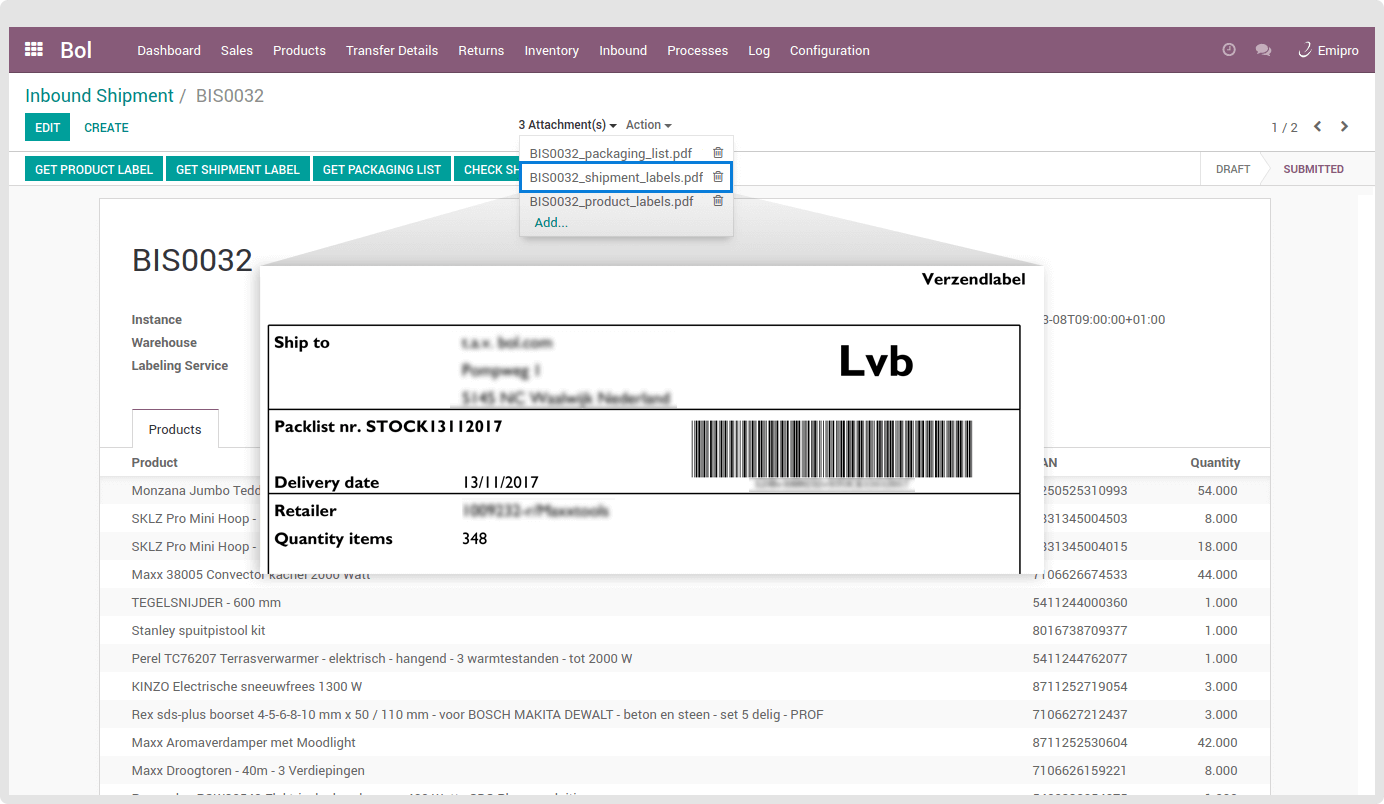 Bol Dashboard Sales Products Transfer Details Returns Inventory Inbound Processes Log Configuration Emipro
Inbound Shipment / BIS0032
EDIT CREATE 3 Attachment(s) Action 1 / 2
BIS0032_packaging_list.pdf
GET PRODUCT LABEL GET SHIPMENT LABEL GET PACKAGING LIST CHECK SH DRAFT SUBMITTED
BIS0032_shipment_labels.pdf
BIS0032_product_labels.pdf
Add...
BIS0032
Verzendlabel
Instance
Warehouse
Labeling Service
3-08T09:00:00+01:00
Ship to
t.a.v. bol.com
Pompweg 1
5145 NC Waalwijk Nederland
Lvb
Packlist nr. STOCK13112017
Delivery date 13/11/2017
Retailer
Quantity items 348
Products
Product AN Quantity
Monzana Jumbo Tedd 250525310993 54.000
SKLZ Pro Mini Hoop - 331345004503 8.000
SKLZ Pro Mini Hoop - 331345004015 18.000
Maxx 38005 Convector kachel 2000 Watt 7106626674533 44.000
TEGELSNIJDER - 600 mm 5411244000360 1.000
Stanley spuitpistool kit 8016738709377 1.000
Perel TC76207 Terrasverwarmer - elektrisch - hangend - 3 warmtestanden - tot 2000 W 5411244762077 1.000
KINZO Electrische sneeuwfrees 1300 W 8711252719054 3.000
Rex sds-plus boorset 4-5-6-8-10 mm x 50 / 110 mm - voor BOSCH MAKITA DEWALT - beton en steen - set 5 delig - PROF 7106627212437 3.000
Maxx Aromaverdamper met Moodlight 8711252530604 42.000
Maxx Droogtoren - 40m - 3 Verdiepingen 7106626159221 8.000